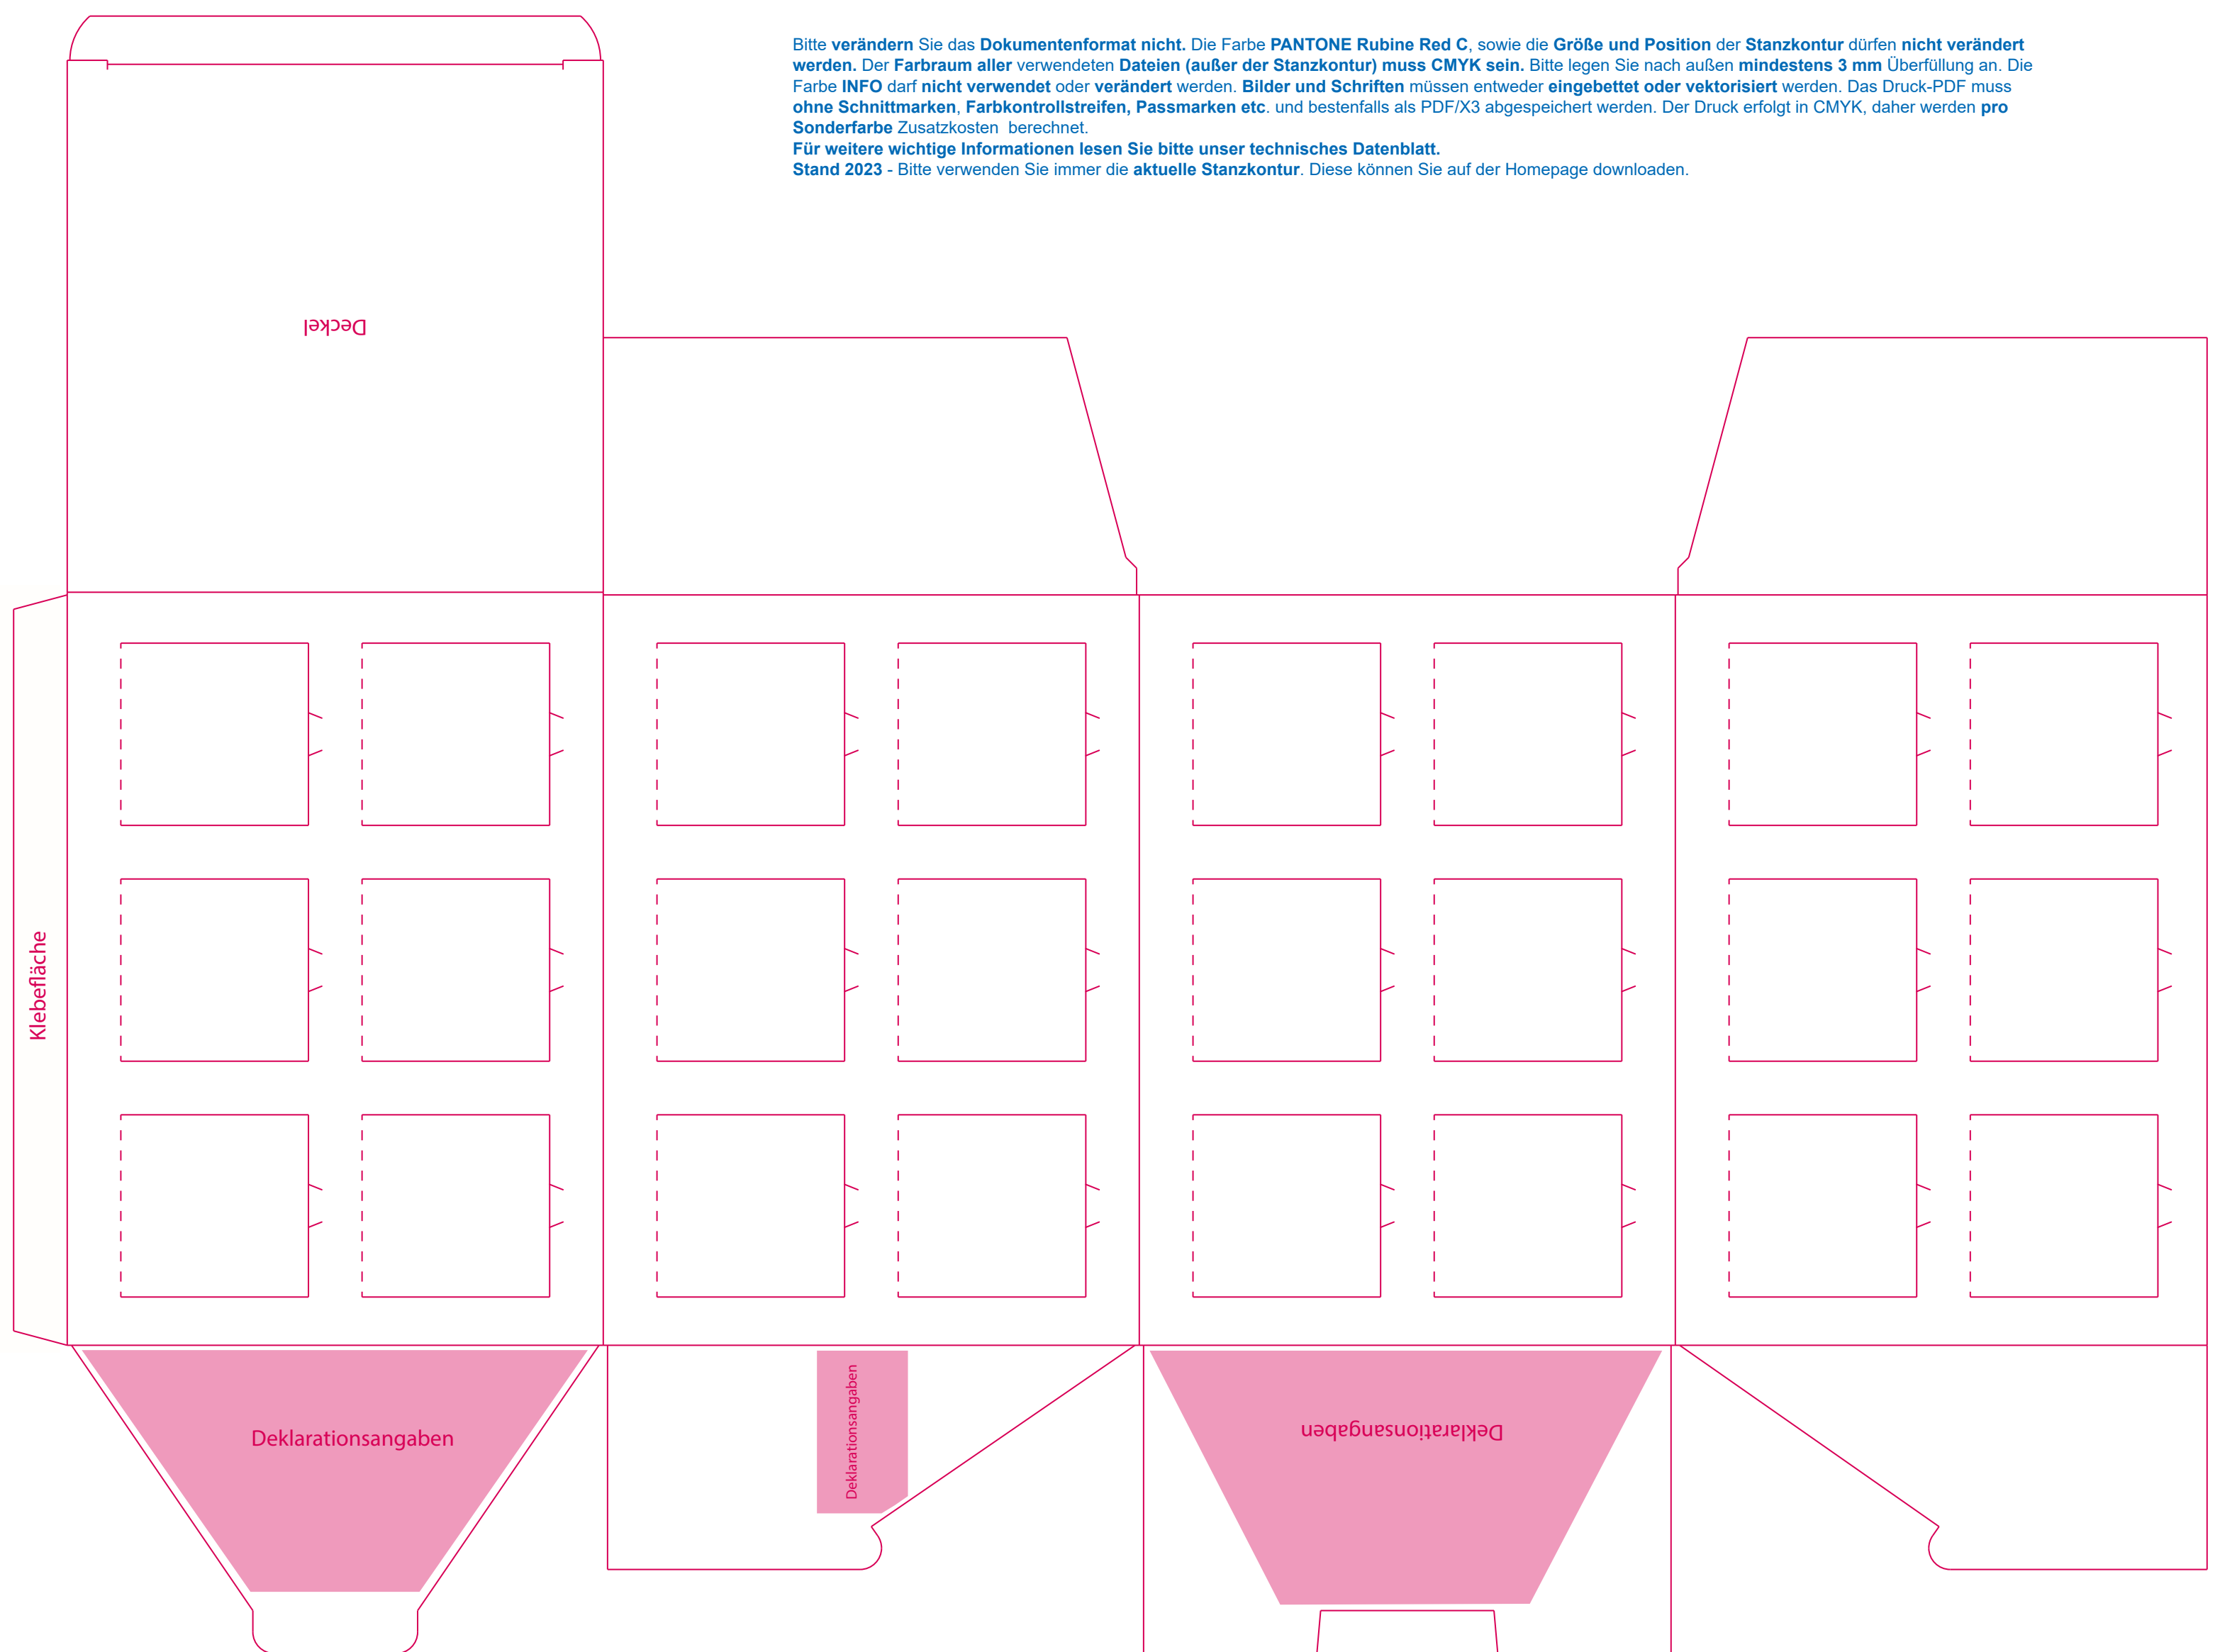 Bitte verändern Sie das Dokumentenformat nicht. Die Farbe PANTONE Rubine Red C, sowie die Größe und Position der Stanzkontur dürfen nicht verändert
werden. Der Farbraum aller verwendeten Dateien (außer der Stanzkontur) muss CMYK sein. Bitte legen Sie nach außen mindestens 3 mm Überfüllung an. Die
Farbe INFO darf nicht verwendet oder verändert werden. Bilder und Schriften müssen entweder eingebettet oder vektorisiert werden. Das Druck-PDF muss
ohne Schnittmarken, Farbkontrollstreifen, Passmarken etc. und bestenfalls als PDF/X3 abgespeichert werden. Der Druck erfolgt in CMYK, daher werden pro
Sonderfarbe Zusatzkosten berechnet.
Für weitere wichtige Informationen lesen Sie bitte unser technisches Datenblatt.
Stand 2023 - Bitte verwenden Sie immer die aktuelle Stanzkontur. Diese können Sie auf der Homepage downloaden.
Deckel
Klebefläche
Deklarationsangaben
Deklarationsangaben
Deklarationsangaben